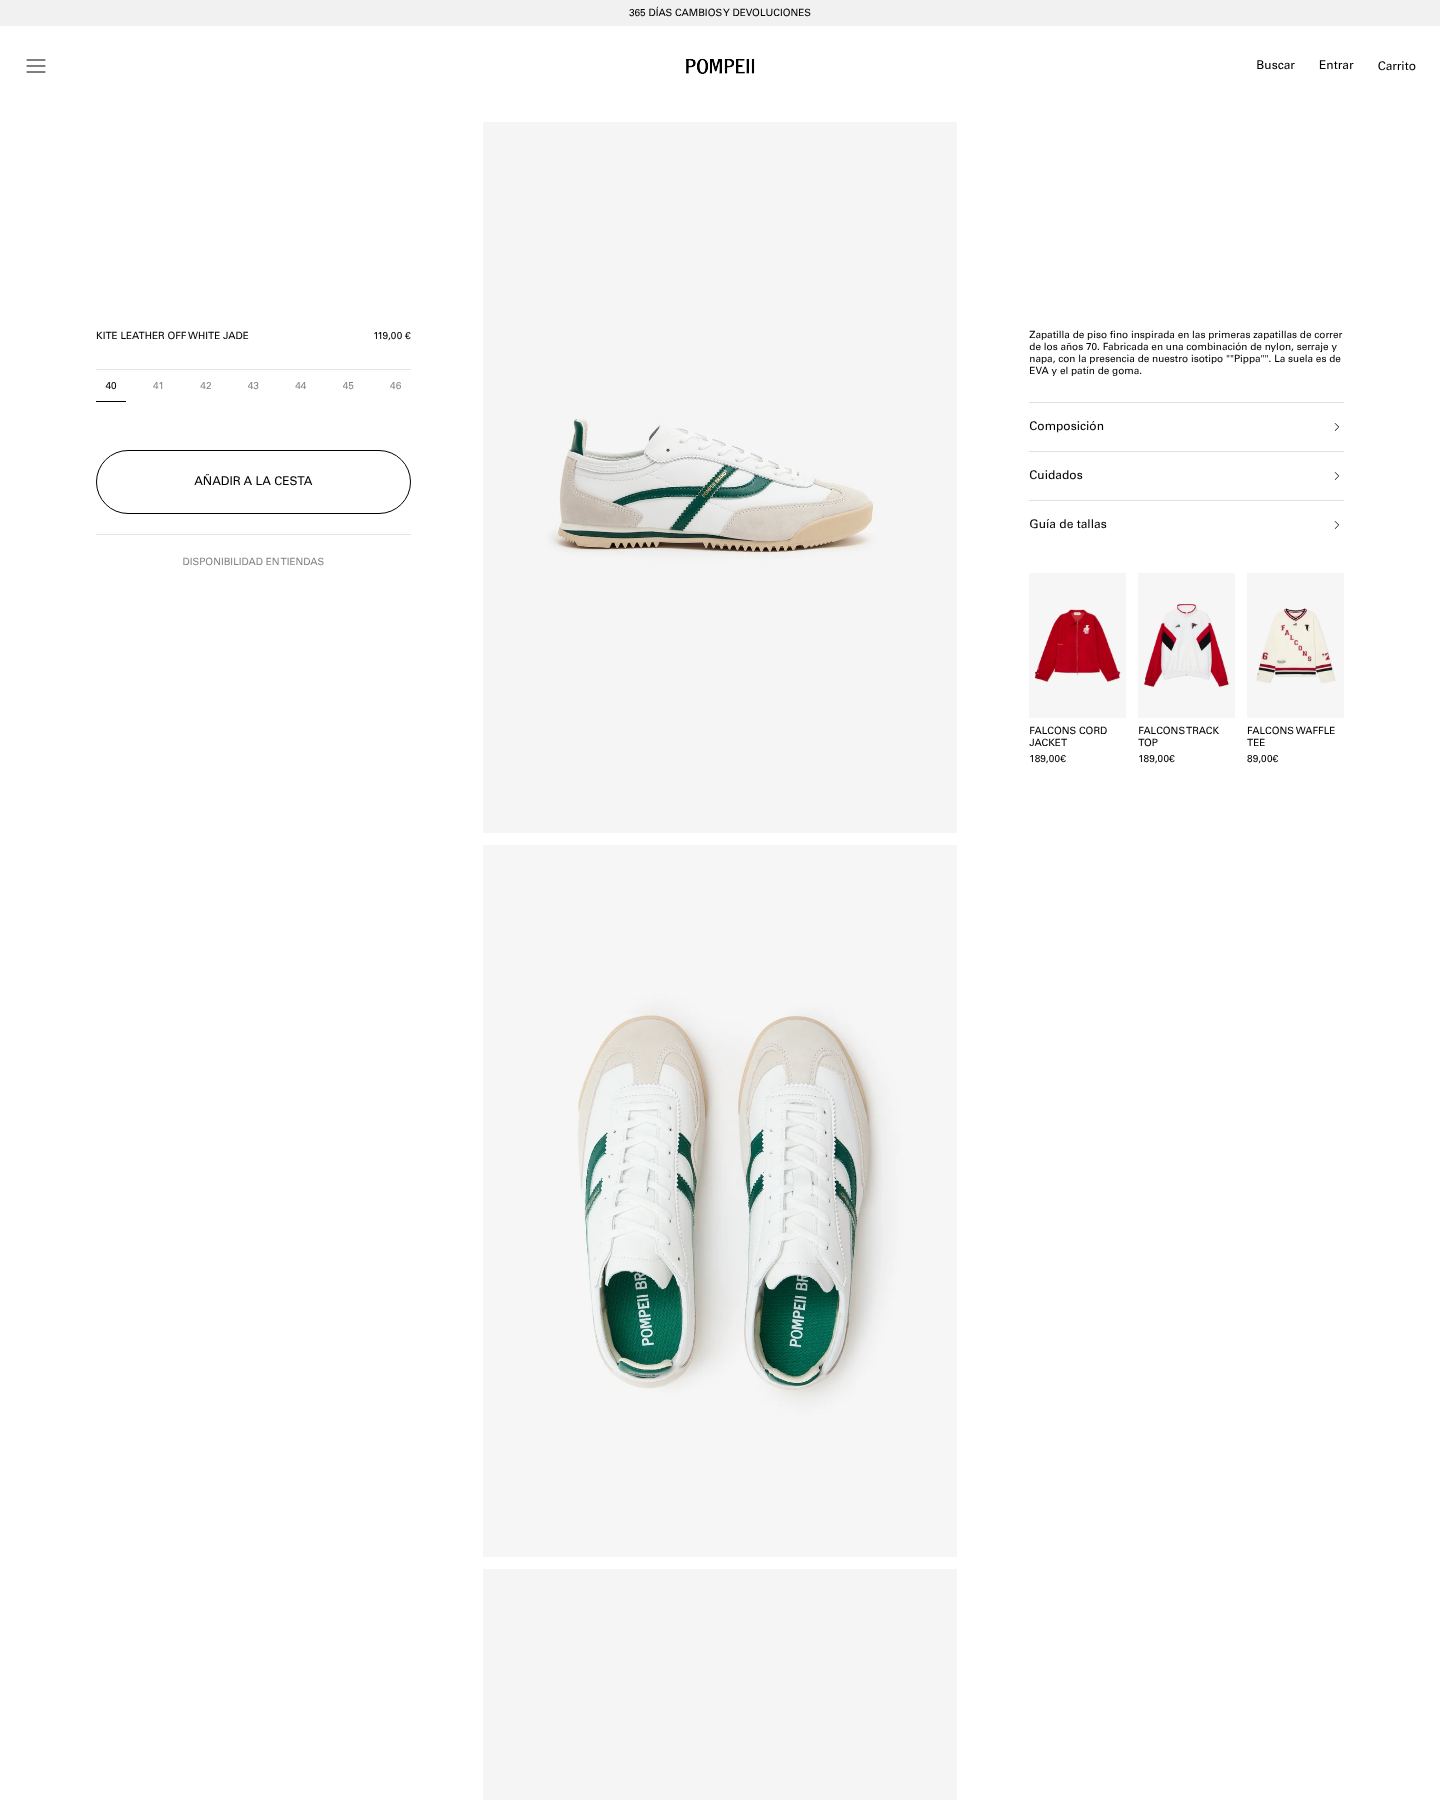 365 DÍAS CAMBIOS Y DEVOLUCIONES
POMPEII
Buscar
Entrar
Carrito
KITE LEATHER OFF WHITE JADE
119,00 €
40 41 42 43 44 45 46
AÑADIR A LA CESTA
DISPONIBILIDAD EN TIENDAS
Zapatilla de piso fino inspirada en las primeras zapatillas de correr
de los años 70. Fabricada en una combinación de nylon, serraje y
napa, con la presencia de nuestro isotipo ""Pippa"". La suela es de
EVA y el patin de goma.
Composición
Cuidados
Guía de tallas
FALCONS
6
FALCONS CORD
JACKET
189,00€
FALCONS TRACK
TOP
189,00€
FALCONS WAFFLE
TEE
89,00€
POMPEII BR
POMPEII BR